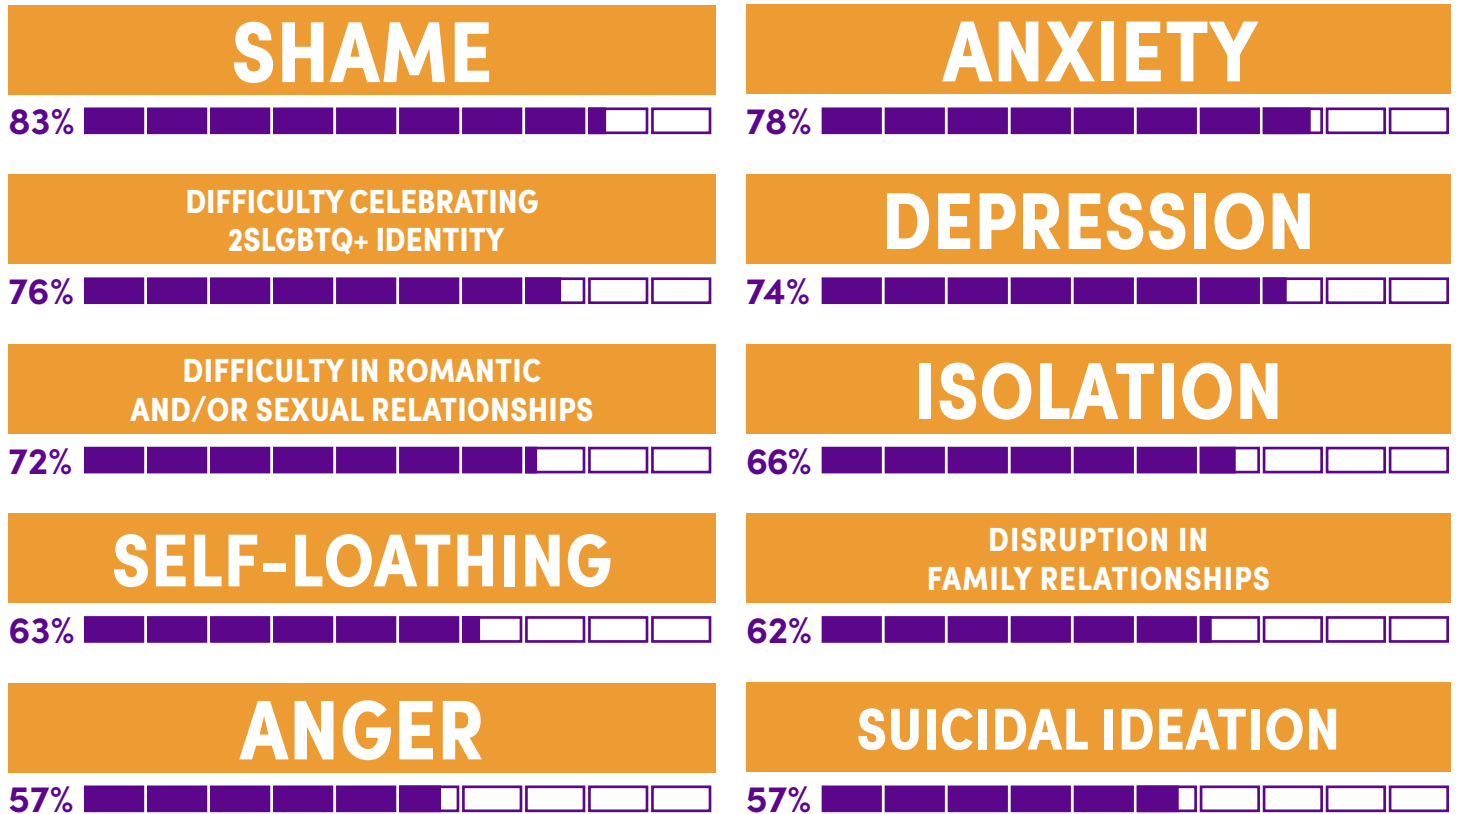 SHAME
83%
ANXIETY
78%
DIFFICULTY CELEBRATING
2SLGBTQ+ IDENTITY
76%
DEPRESSION
74%
DIFFICULTY IN ROMANTIC
AND/OR SEXUAL RELATIONSHIPS
72%
ISOLATION
66%
SELF-LOATHING
63%
DISRUPTION IN
FAMILY RELATIONSHIPS
62%
ANGER
57%
SUICIDAL IDEATION
57%